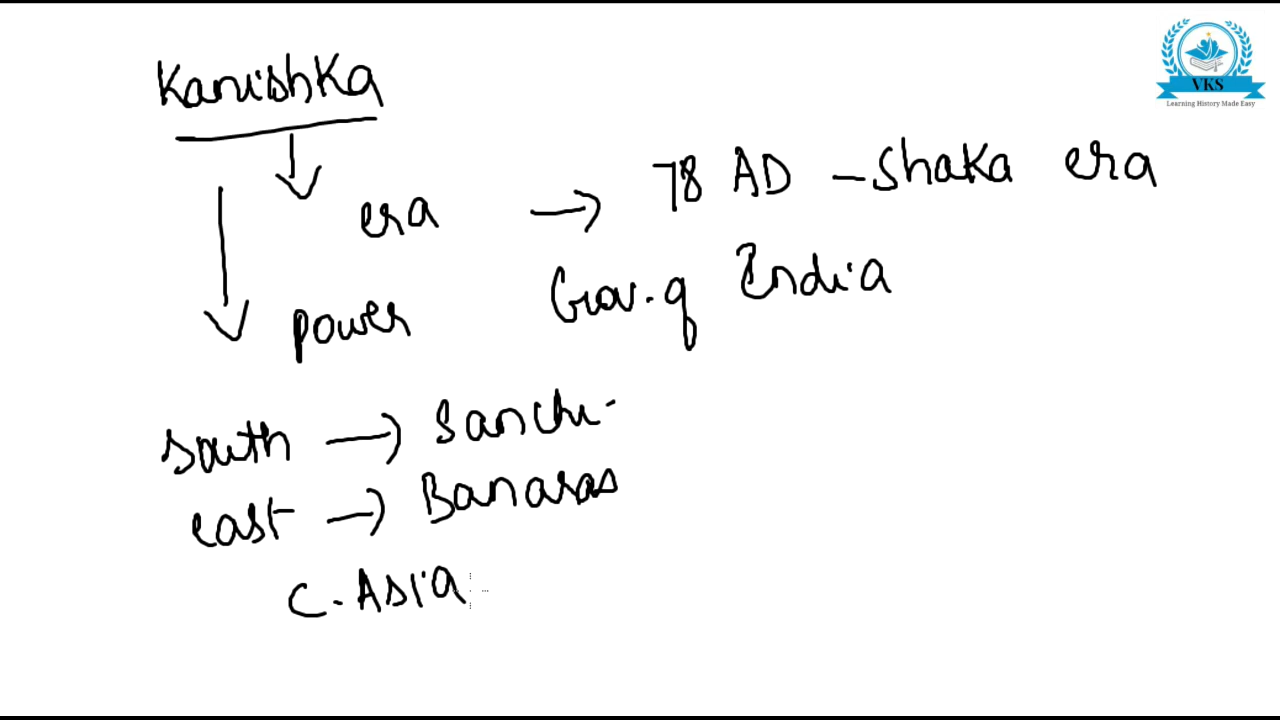 Kanishka
VKS
Learning History Made Easy
era → 78 AD - Shaka era
Gov. of India
power
South → Sanchi
east → Banaras
C. Asia